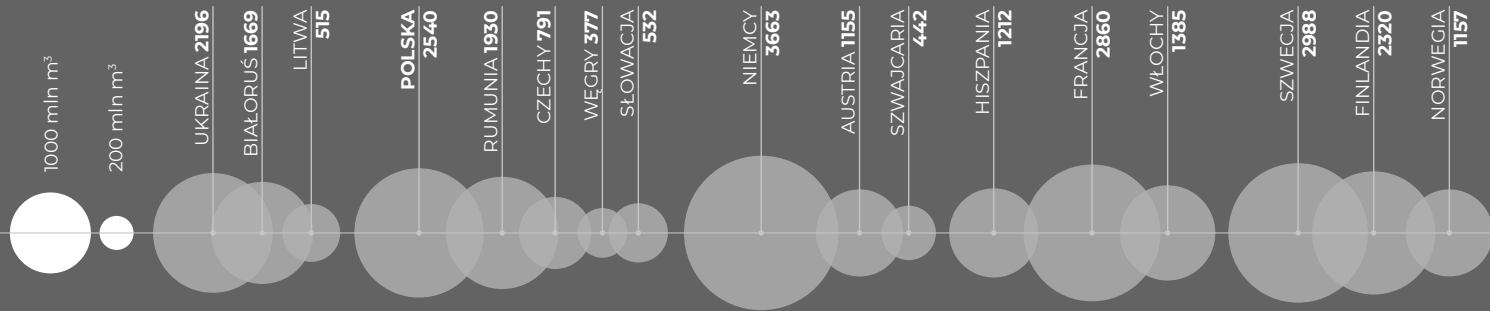 1000 mln m³
200 mln m³
UKRAINA 2196
BIAŁORUŚ 1669
LITWA
515
POLSKA
2540
RUMUNIA 1930
CZECHY 791
WĘGRY 377
SŁOWACJA
532
NIEMCY
3663
AUSTRIA 1155
SZWAJCARIA
442
HISZPANIA
1212
FRANCJA
2860
WŁOCHY
1385
SZWECJA
2988
FINLANDIA
2320
NORWEGIA
1157